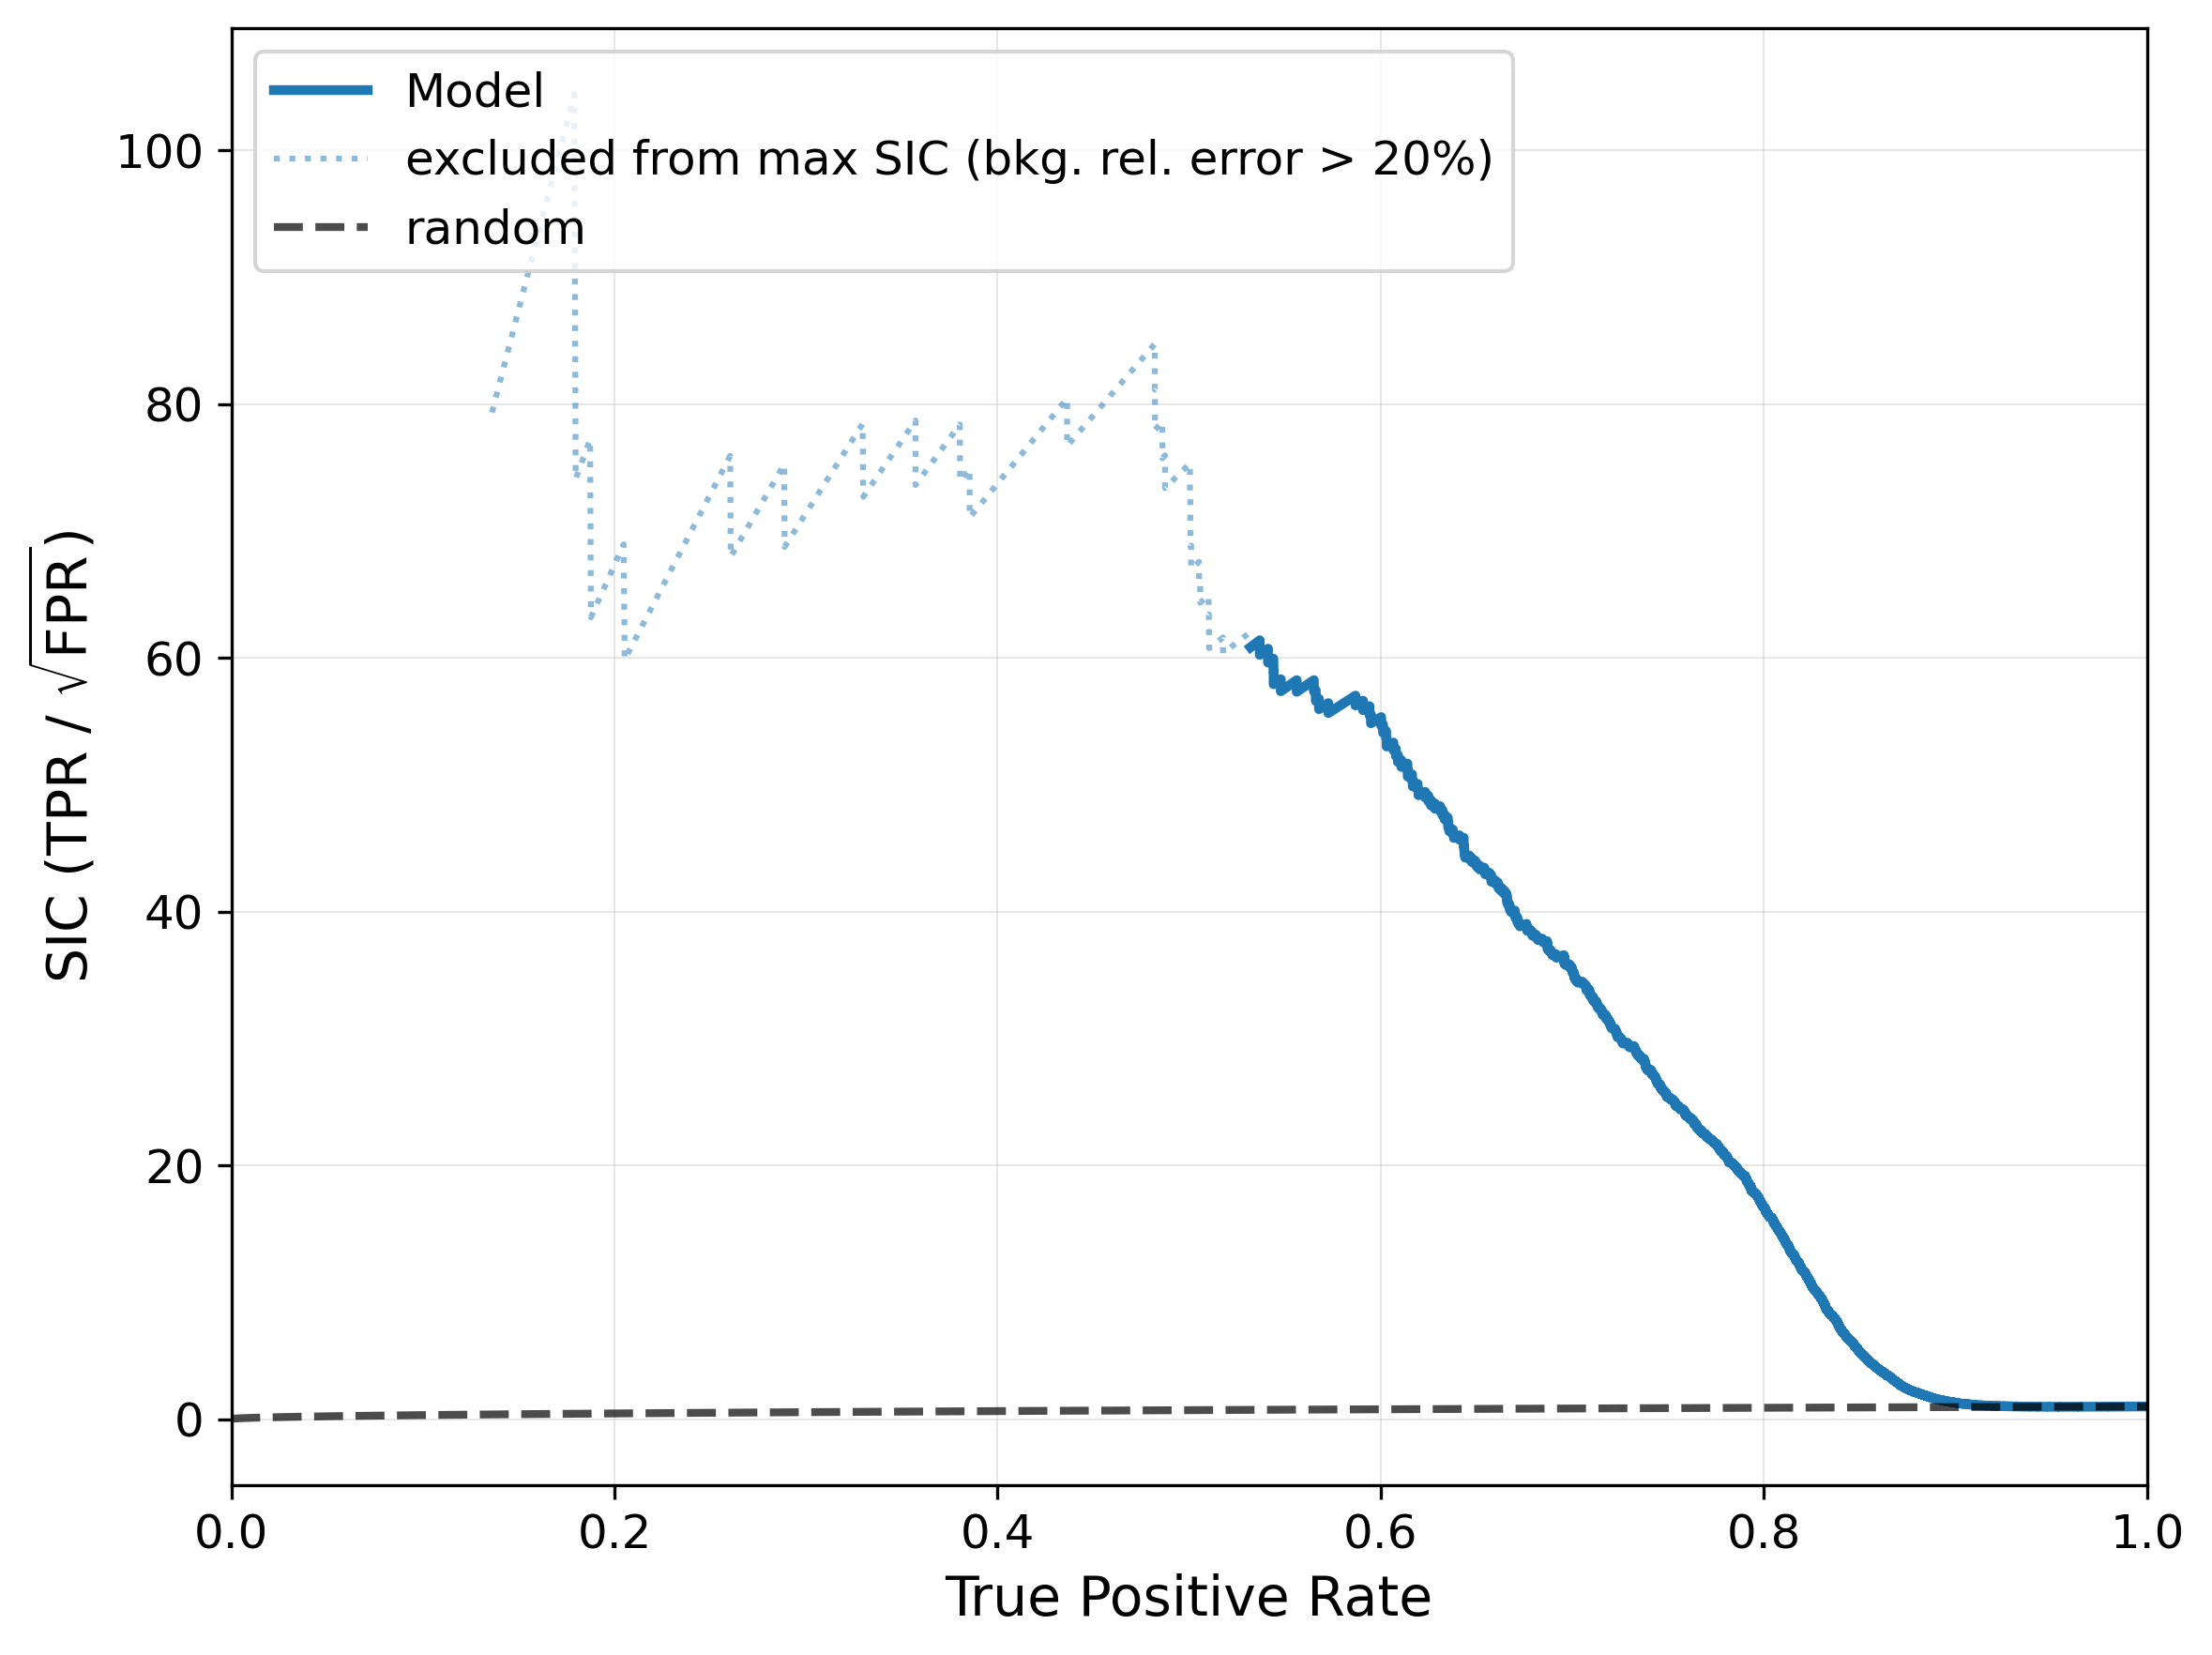 Model
excluded from max SIC (bkg. rel. error > 20%)
random
100
80
60
40
20
0
SIC (TPR / √FPR)
0.0 0.2 0.4 0.6 0.8 1.0
True Positive Rate